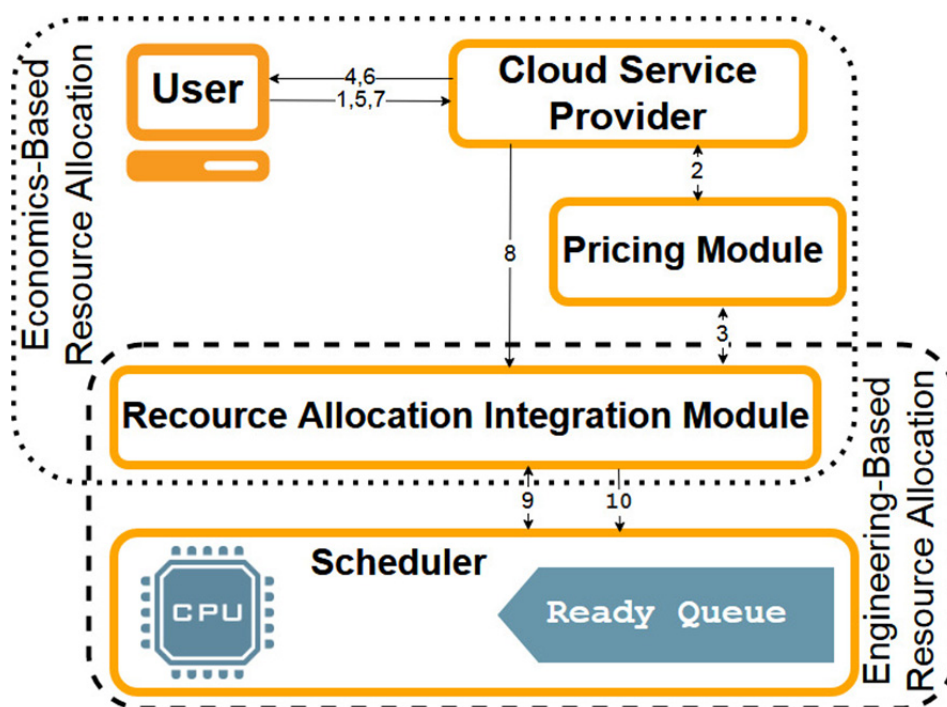 Economics-Based
Resource Allocation
User
4,6
1,5,7
Cloud Service
Provider
2
Pricing Module
8
3
Recource Allocation Integration Module
9
10
Scheduler
CPU
Ready Queue
Engineering-Based
Resource Allocation